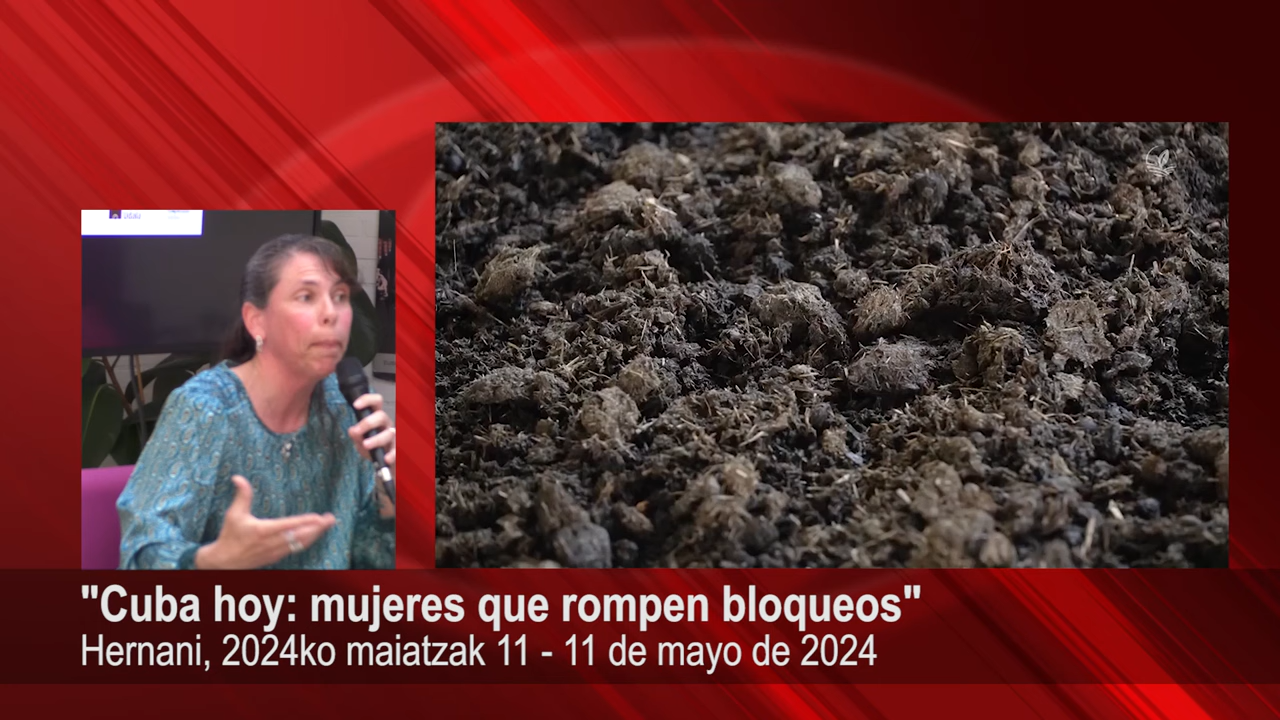 "Cuba hoy: mujeres que rompen bloqueos"
Hernani, 2024ko maiatzak 11 - 11 de mayo de 2024